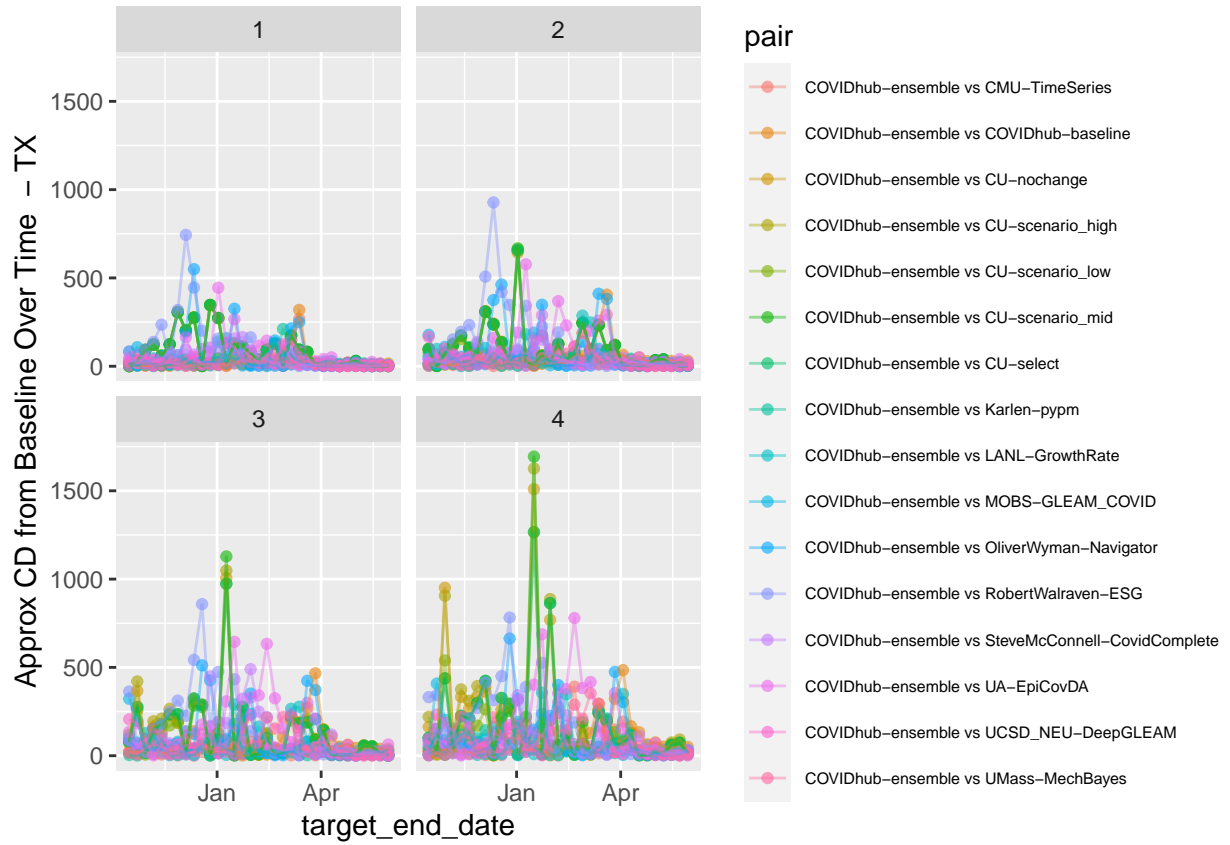 1
2
1500
1000
500
0
3
4
1500
1000
500
0
Jan
Apr
Jan
Apr
target_end_date
Approx CD from Baseline Over Time − TX
pair
COVIDhub−ensemble vs CMU−TimeSeries
COVIDhub−ensemble vs COVIDhub−baseline
COVIDhub−ensemble vs CU−nochange
COVIDhub−ensemble vs CU−scenario_high
COVIDhub−ensemble vs CU−scenario_low
COVIDhub−ensemble vs CU−scenario_mid
COVIDhub−ensemble vs CU−select
COVIDhub−ensemble vs Karlen−pypm
COVIDhub−ensemble vs LANL−GrowthRate
COVIDhub−ensemble vs MOBS−GLEAM_COVID
COVIDhub−ensemble vs OliverWyman−Navigator
COVIDhub−ensemble vs RobertWalraven−ESG
COVIDhub−ensemble vs SteveMcConnell−CovidComplete
COVIDhub−ensemble vs UA−EpiCovDA
COVIDhub−ensemble vs UCSD_NEU−DeepGLEAM
COVIDhub−ensemble vs UMass−MechBayes